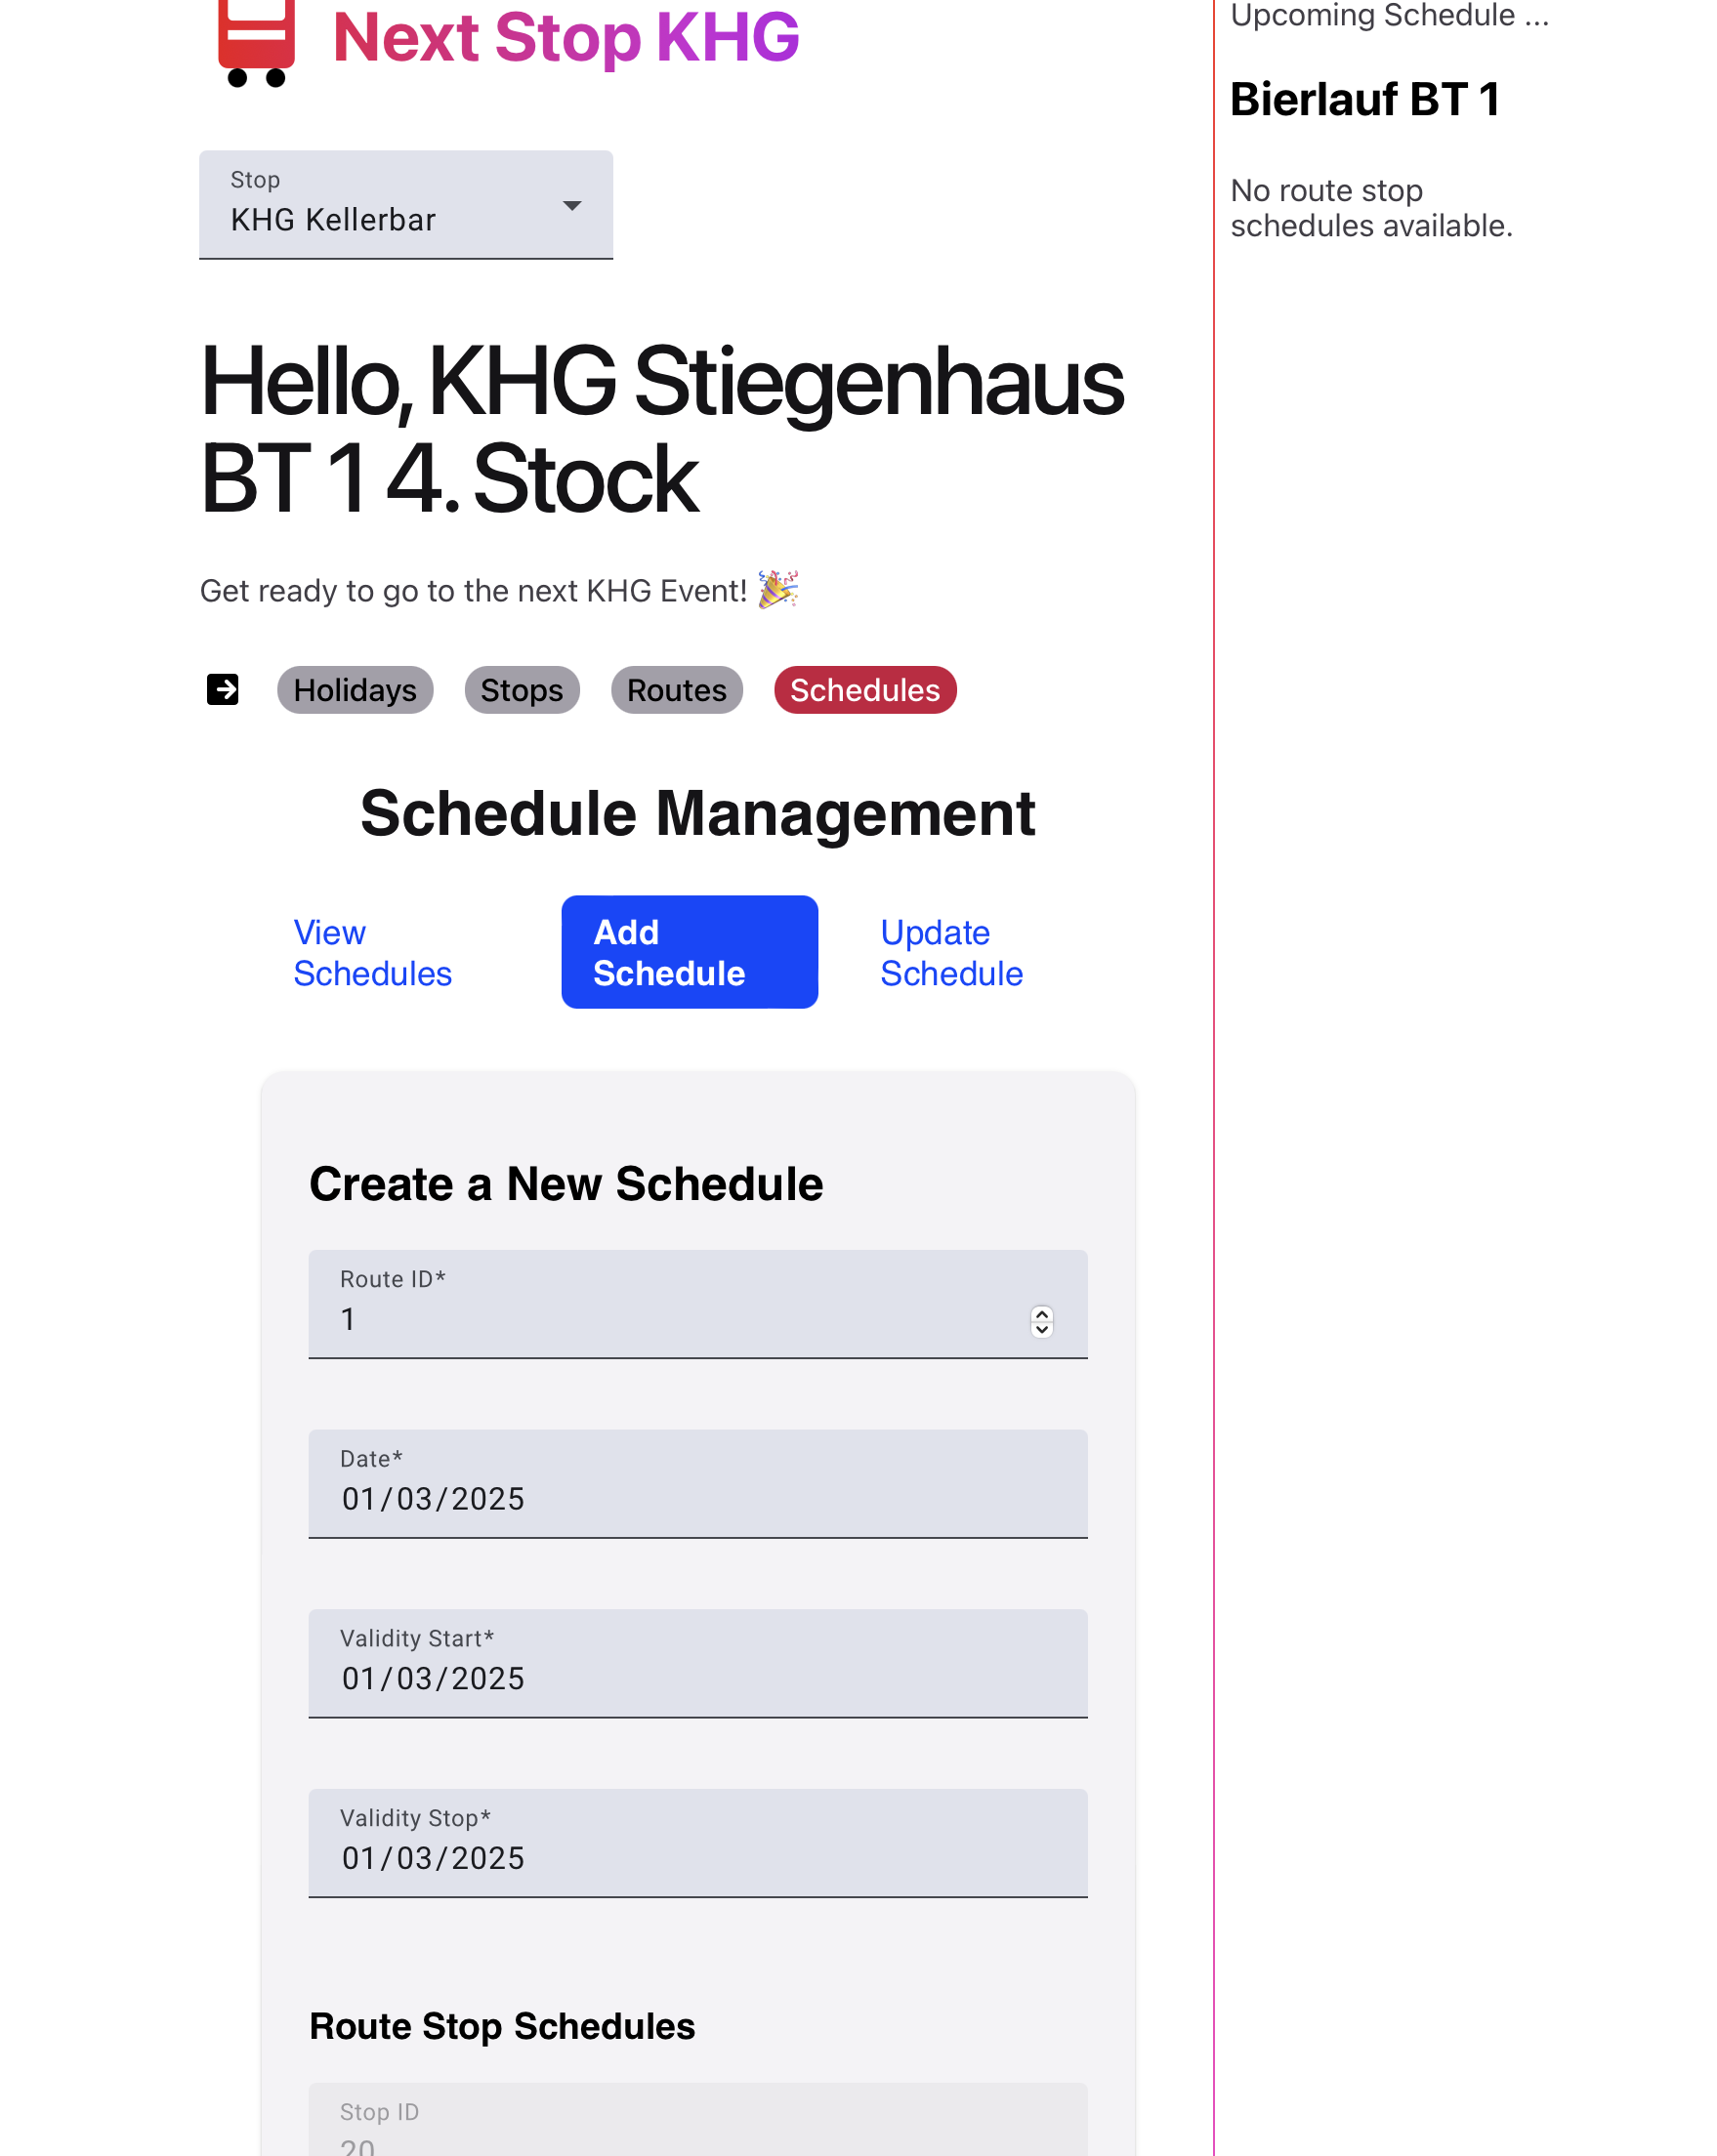 Next Stop KHG
Stop
KHG Kellerbar
Hello, KHG Stiegenhaus
BT 1 4. Stock
Get ready to go to the next KHG Event! 🎉
Holidays
Stops
Routes
Schedules
Schedule Management
View
Schedules
Add
Schedule
Update
Schedule
Create a New Schedule
Route ID*
1
Date*
01/03/2025
Validity Start*
01/03/2025
Validity Stop*
01/03/2025
Route Stop Schedules
Stop ID
20
Upcoming Schedule ...
Bierlauf BT 1
No route stop
schedules available.